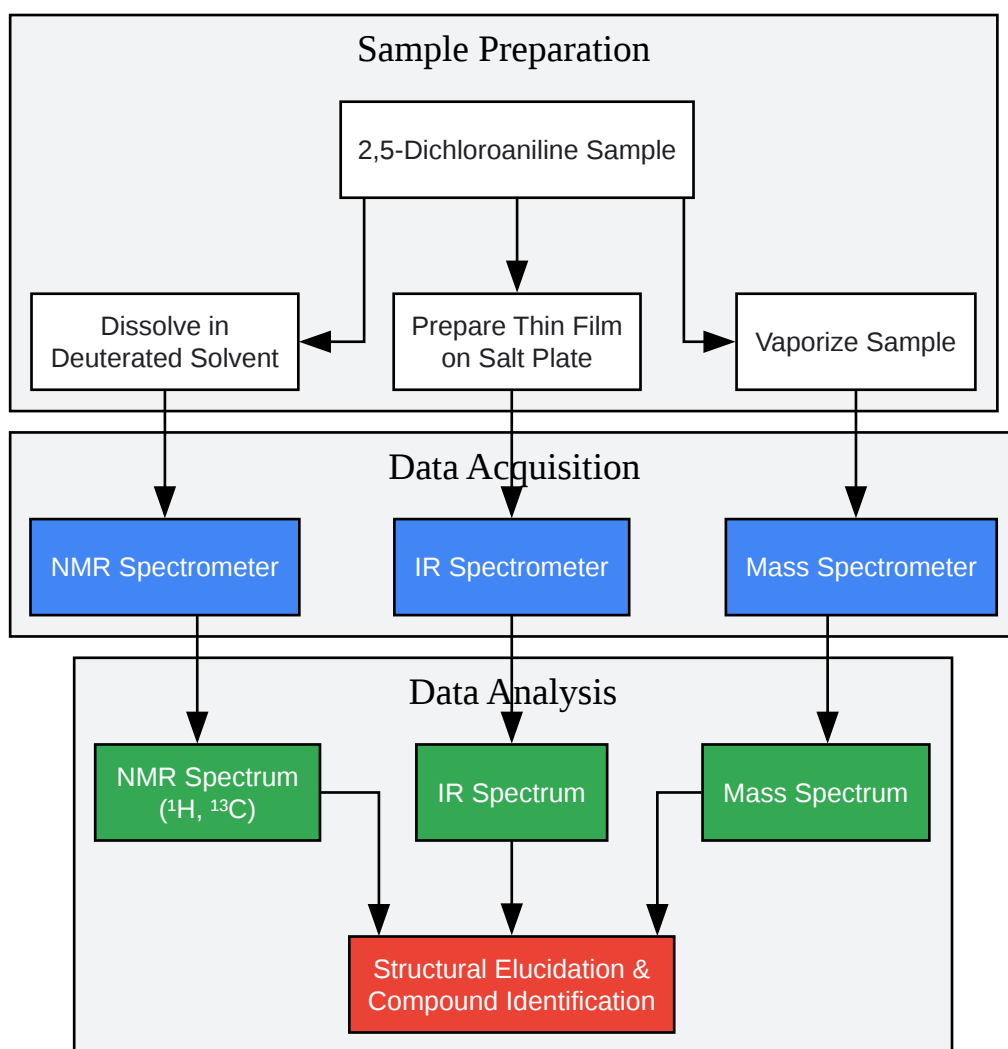 Sample Preparation
2,5-Dichloroaniline Sample
Dissolve in
Deuterated Solvent
Prepare Thin Film
on Salt Plate
Vaporize Sample
Data Acquisition
NMR Spectrometer
IR Spectrometer
Mass Spectrometer
Data Analysis
NMR Spectrum
(¹H, ¹³C)
IR Spectrum
Mass Spectrum
Structural Elucidation &
Compound Identification